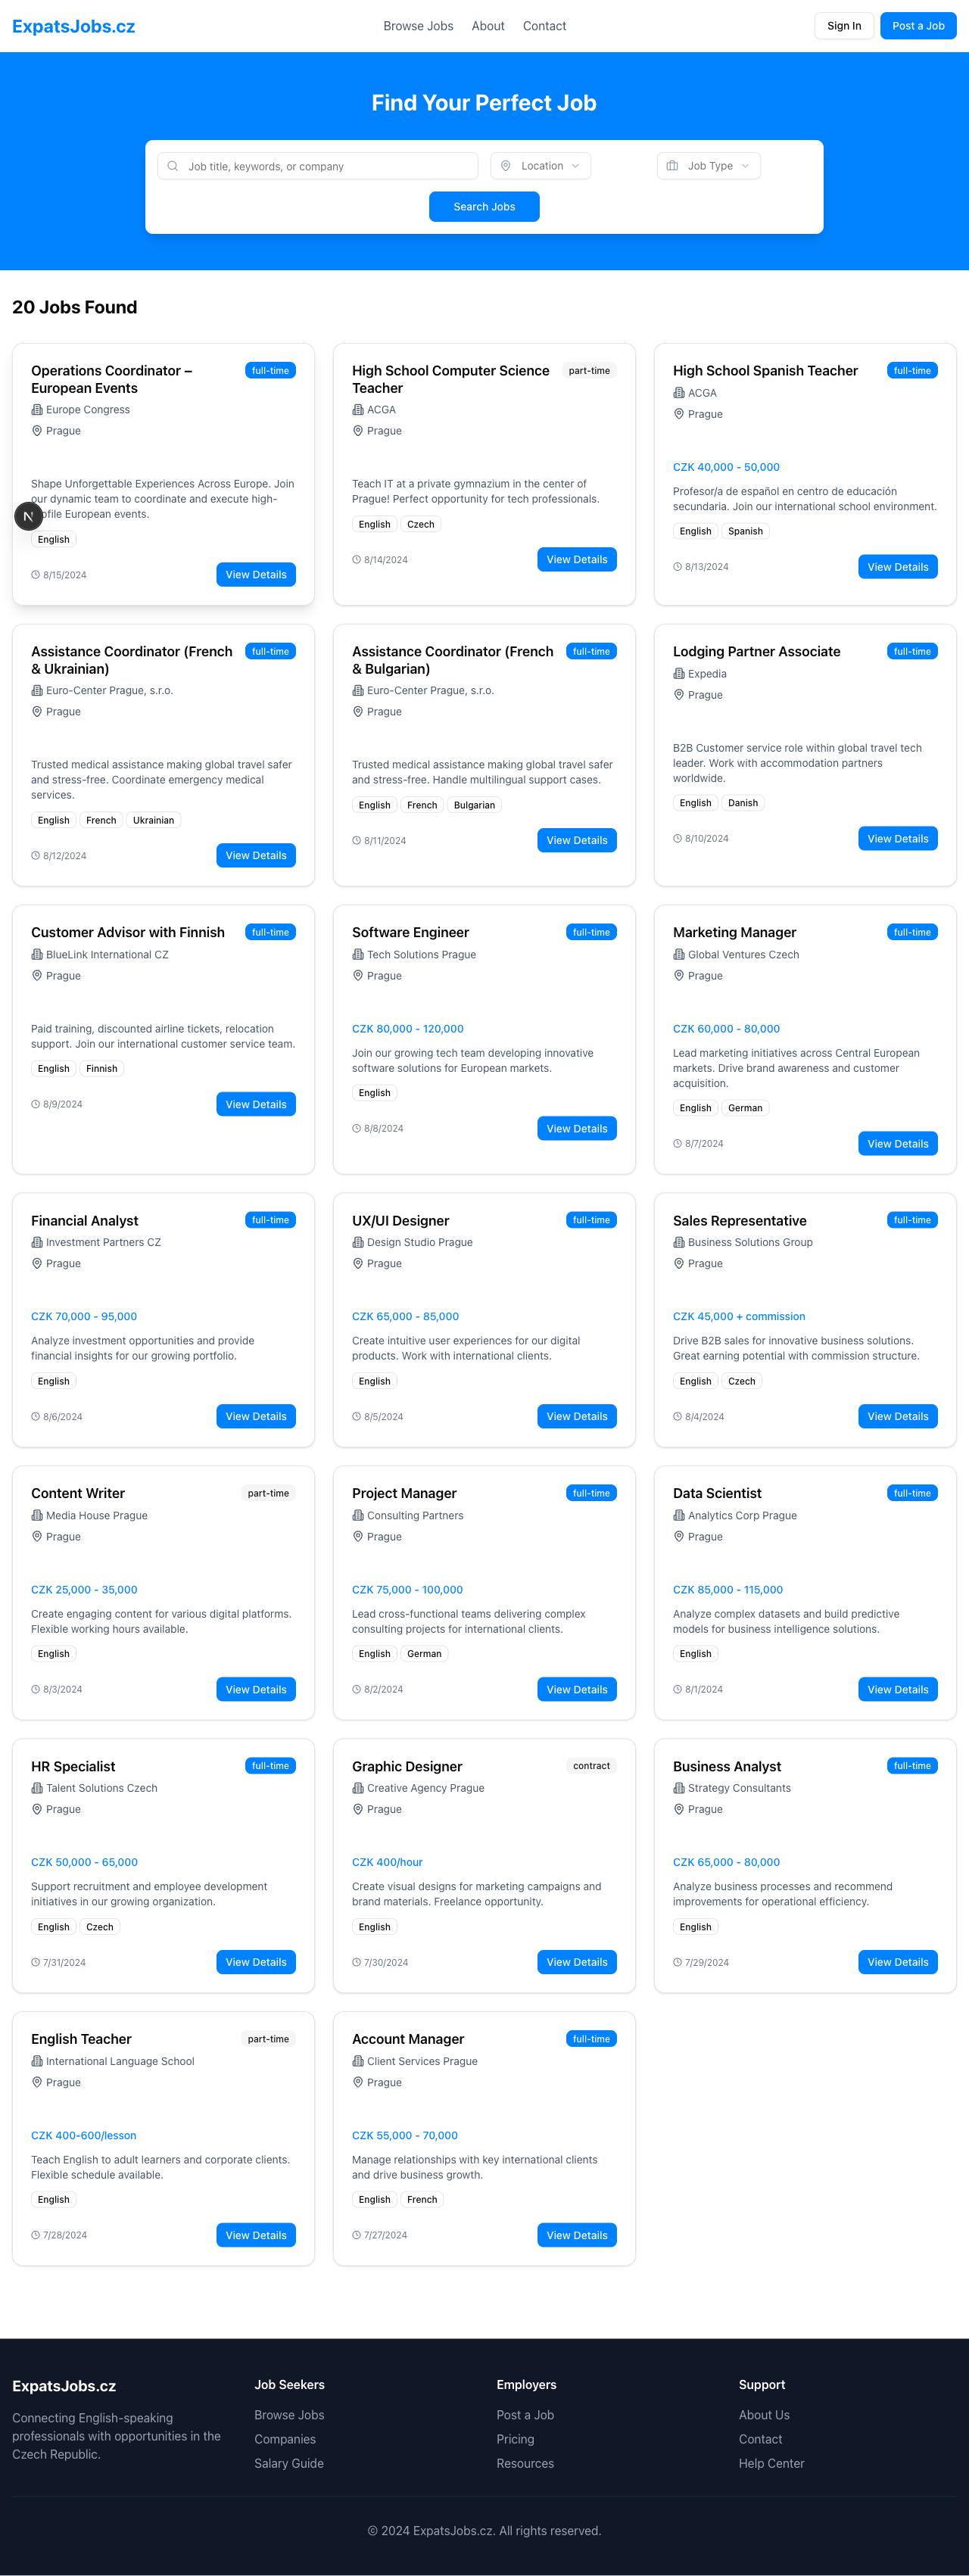 ExpatsJobs.cz
Browse Jobs
About
Contact
Sign In
Post a Job
Find Your Perfect Job
Job title, keywords, or company
Location
Job Type
Search Jobs
20 Jobs Found
Operations Coordinator –
European Events
full-time
Europe Congress
Prague
Shape Unforgettable Experiences Across Europe. Join
our dynamic team to coordinate and execute high-
European events.
English
8/15/2024
View Details
High School Computer Science
Teacher
part-time
ACGA
Prague
Teach IT at a private gymnazium in the center of
Prague! Perfect opportunity for tech professionals.
English
Czech
8/14/2024
View Details
High School Spanish Teacher
full-time
ACGA
Prague
CZK 40,000 - 50,000
Profesor/a de español en centro de educación
secundaria. Join our international school environment.
English
Spanish
8/13/2024
View Details
Assistance Coordinator (French
& Ukrainian)
full-time
Euro-Center Prague, s.r.o.
Prague
Trusted medical assistance making global travel safer
and stress-free. Coordinate emergency medical
services.
English
French
Ukrainian
8/12/2024
View Details
Assistance Coordinator (French
& Bulgarian)
full-time
Euro-Center Prague, s.r.o.
Prague
Trusted medical assistance making global travel safer
and stress-free. Handle multilingual support cases.
English
French
Bulgarian
8/11/2024
View Details
Lodging Partner Associate
full-time
Expedia
Prague
B2B Customer service role within global travel tech
leader. Work with accommodation partners
worldwide.
English
Danish
8/10/2024
View Details
Customer Advisor with Finnish
full-time
BlueLink International CZ
Prague
Paid training, discounted airline tickets, relocation
support. Join our international customer service team.
English
Finnish
8/9/2024
View Details
Software Engineer
full-time
Tech Solutions Prague
Prague
CZK 80,000 - 120,000
Join our growing tech team developing innovative
software solutions for European markets.
English
8/8/2024
View Details
Marketing Manager
full-time
Global Ventures Czech
Prague
CZK 60,000 - 80,000
Lead marketing initiatives across Central European
markets. Drive brand awareness and customer
acquisition.
English
German
8/7/2024
View Details
Financial Analyst
full-time
Investment Partners CZ
Prague
CZK 70,000 - 95,000
Analyze investment opportunities and provide
financial insights for our growing portfolio.
English
8/6/2024
View Details
UX/UI Designer
full-time
Design Studio Prague
Prague
CZK 65,000 - 85,000
Create intuitive user experiences for our digital
products. Work with international clients.
English
8/5/2024
View Details
Sales Representative
full-time
Business Solutions Group
Prague
CZK 45,000 + commission
Drive B2B sales for innovative business solutions.
Great earning potential with commission structure.
English
Czech
8/4/2024
View Details
Content Writer
part-time
Media House Prague
Prague
CZK 25,000 - 35,000
Create engaging content for various digital platforms.
Flexible working hours available.
English
8/3/2024
View Details
Project Manager
full-time
Consulting Partners
Prague
CZK 75,000 - 100,000
Lead cross-functional teams delivering complex
consulting projects for international clients.
English
German
8/2/2024
View Details
Data Scientist
full-time
Analytics Corp Prague
Prague
CZK 85,000 - 115,000
Analyze complex datasets and build predictive
models for business intelligence solutions.
English
8/1/2024
View Details
HR Specialist
full-time
Talent Solutions Czech
Prague
CZK 50,000 - 65,000
Support recruitment and employee development
initiatives in our growing organization.
English
Czech
7/31/2024
View Details
Graphic Designer
contract
Creative Agency Prague
Prague
CZK 400/hour
Create visual designs for marketing campaigns and
brand materials. Freelance opportunity.
English
7/30/2024
View Details
Business Analyst
full-time
Strategy Consultants
Prague
CZK 65,000 - 80,000
Analyze business processes and recommend
improvements for operational efficiency.
English
7/29/2024
View Details
English Teacher
part-time
International Language School
Prague
CZK 400-600/lesson
Teach English to adult learners and corporate clients.
Flexible schedule available.
English
7/28/2024
View Details
Account Manager
full-time
Client Services Prague
Prague
CZK 55,000 - 70,000
Manage relationships with key international clients
and drive business growth.
English
French
7/27/2024
View Details
ExpatsJobs.cz
Connecting English-speaking
professionals with opportunities in the
Czech Republic.
Job Seekers
Browse Jobs
Companies
Salary Guide
Employers
Post a Job
Pricing
Resources
Support
About Us
Contact
Help Center
© 2024 ExpatsJobs.cz. All rights reserved.